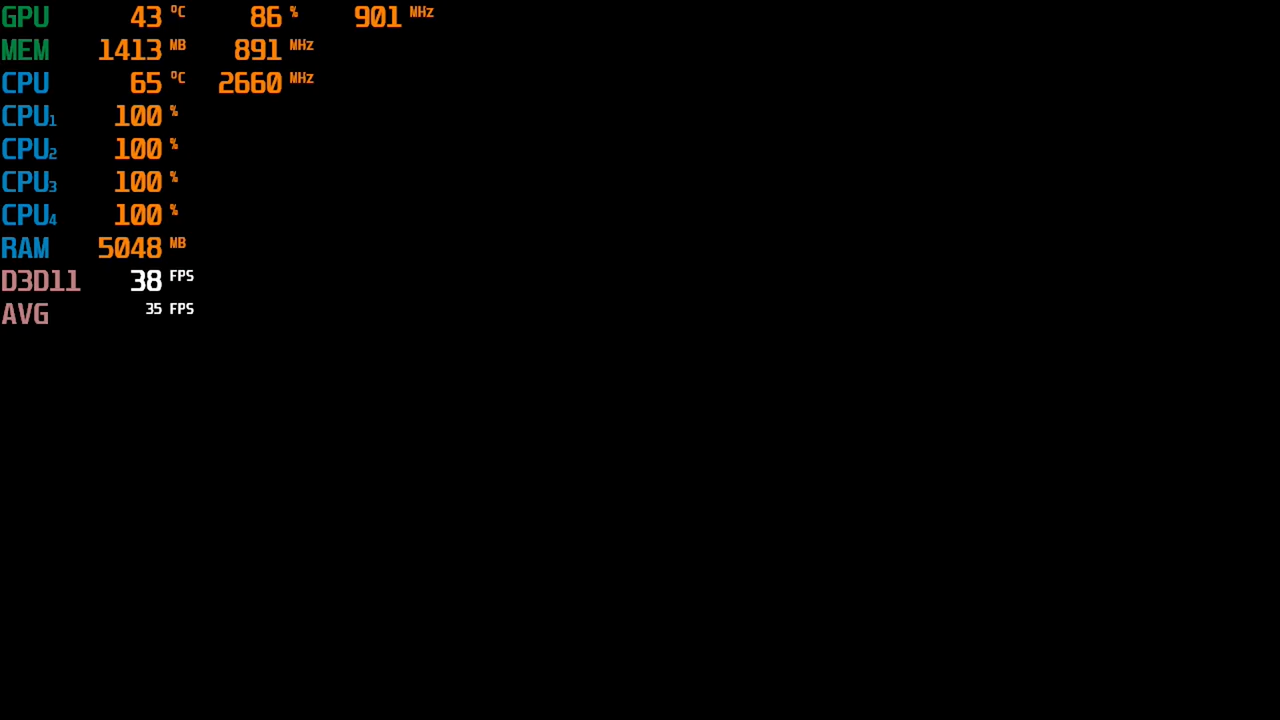 GPU 43 °C 86 % 901 MHz
MEM 1413 MB 891 MHz
CPU 65 °C 2660 MHz
CPU1 100 %
CPU2 100 %
CPU3 100 %
CPU4 100 %
RAM 5048 MB
D3D11 38 FPS
AVG 35 FPS